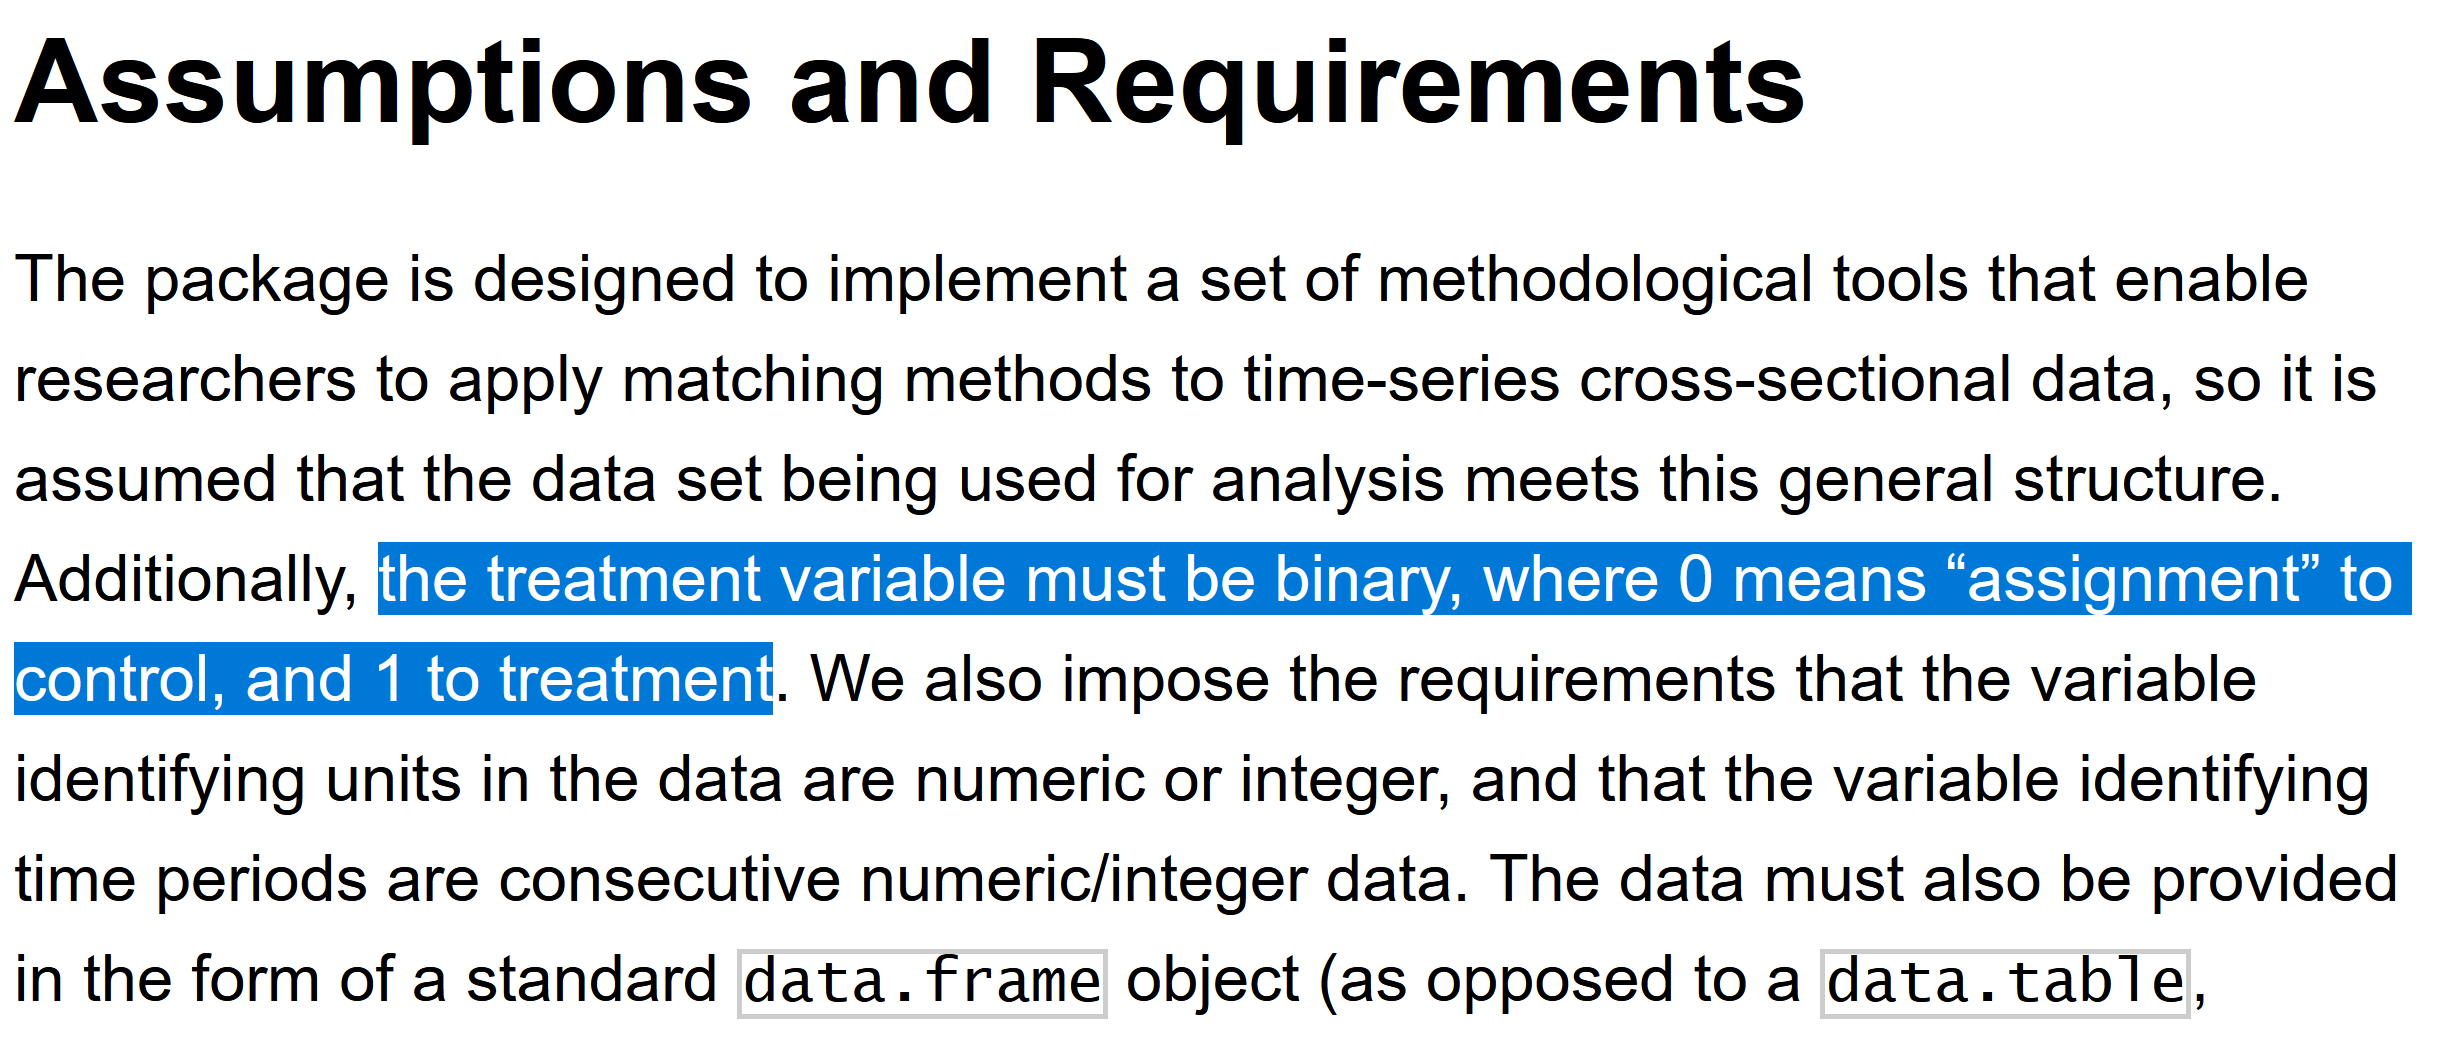 Assumptions and Requirements
The package is designed to implement a set of methodological tools that enable
researchers to apply matching methods to time-series cross-sectional data, so it is
assumed that the data set being used for analysis meets this general structure.
Additionally, the treatment variable must be binary, where 0 means “assignment” to
control, and 1 to treatment. We also impose the requirements that the variable
identifying units in the data are numeric or integer, and that the variable identifying
time periods are consecutive numeric/integer data. The data must also be provided
in the form of a standard data.frame object (as opposed to a data.table,